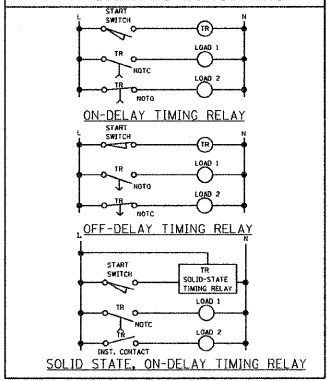 L START SWITCH N
TR
TR LOAD 1
NOTC
TR LOAD 2
NOTO
ON-DELAY TIMING RELAY
L START SWITCH N
TR
TR LOAD 1
NOTO
TR LOAD 2
NOTC
OFF-DELAY TIMING RELAY
L N
START SWITCH
TR
SOLID-STATE
TIMING RELAY
TR LOAD 1
NOTC
TR LOAD 2
INST. CONTACT
SOLID STATE, ON-DELAY TIMING RELAY